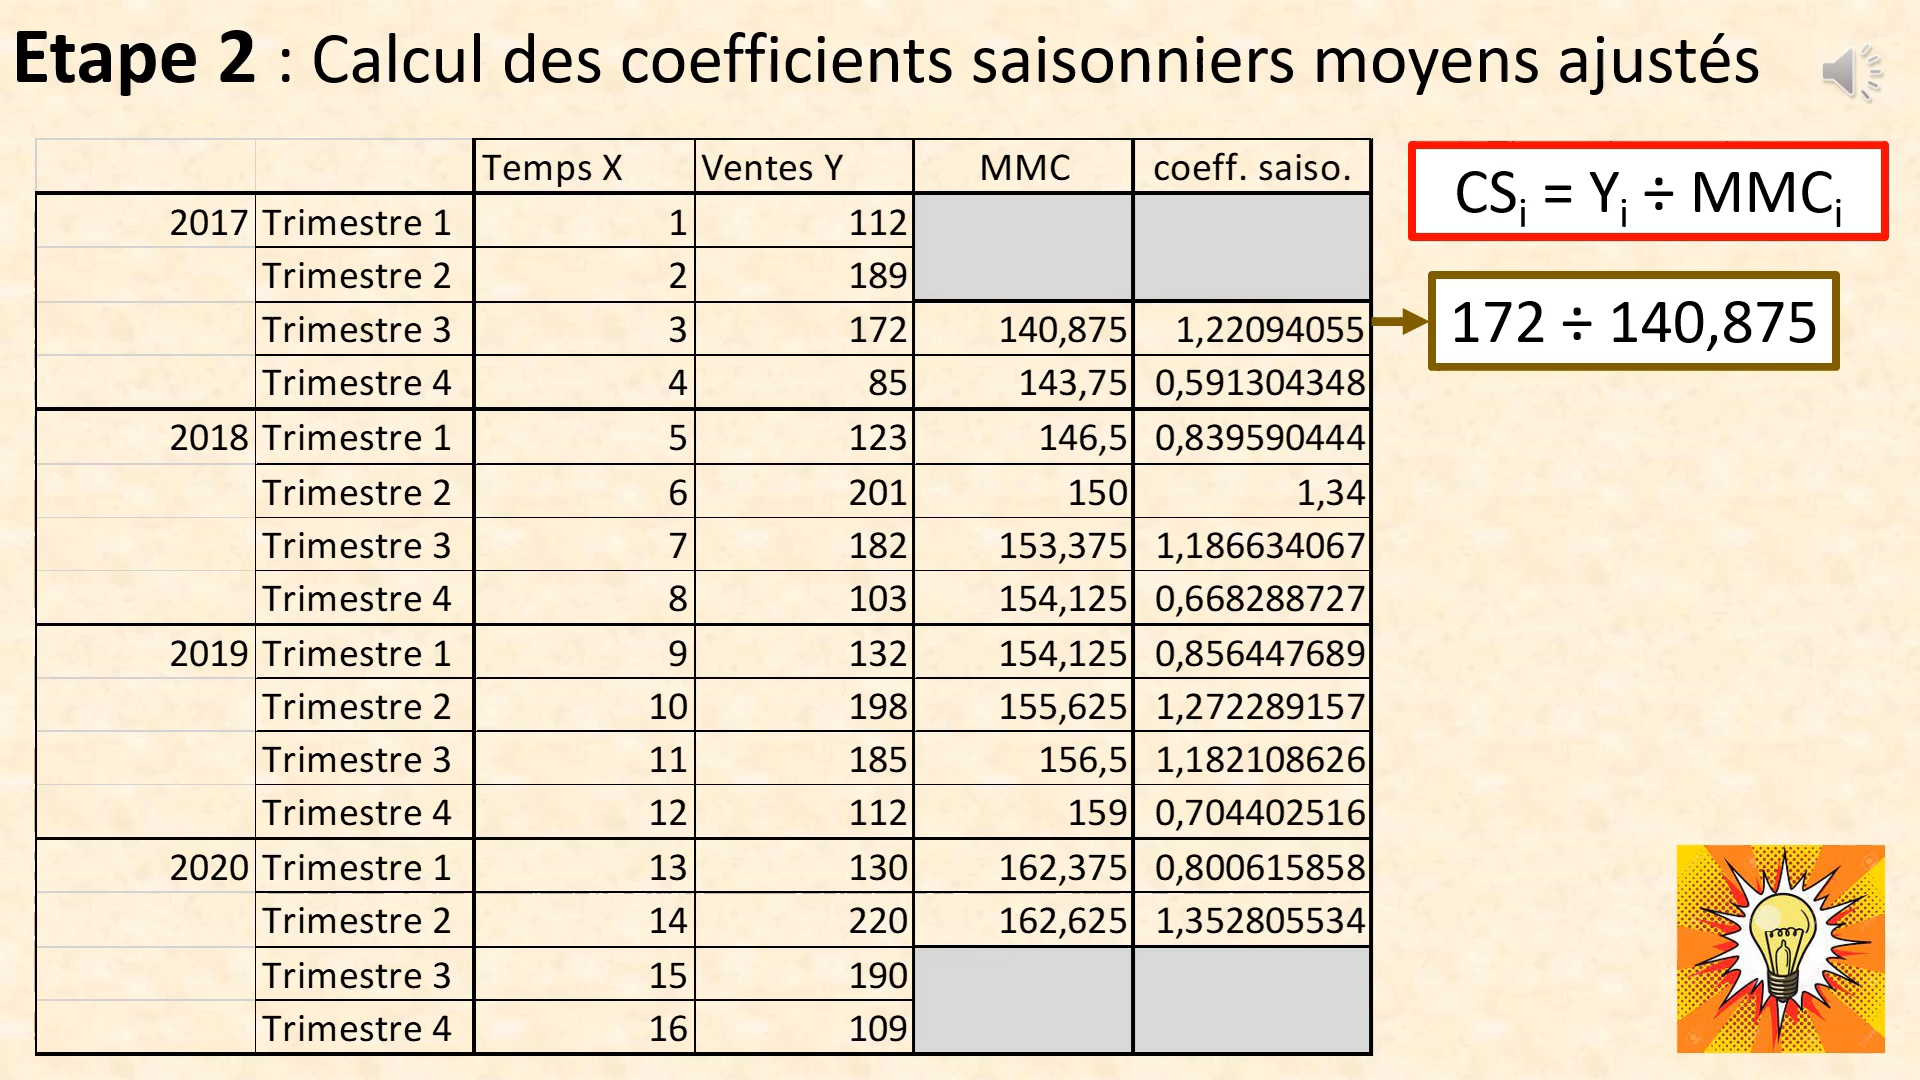 Etape 2 : Calcul des coefficients saisonniers moyens ajustés
Temps X Ventes Y MMC coeff. saiso.
2017 Trimestre 1 1 112
Trimestre 2 2 189
Trimestre 3 3 172 140,875 1,22094055
Trimestre 4 4 85 143,75 0,591304348
2018 Trimestre 1 5 123 146,5 0,839590444
Trimestre 2 6 201 150 1,34
Trimestre 3 7 182 153,375 1,186634067
Trimestre 4 8 103 154,125 0,668288727
2019 Trimestre 1 9 132 154,125 0,856447689
Trimestre 2 10 198 155,625 1,272289157
Trimestre 3 11 185 156,5 1,182108626
Trimestre 4 12 112 159 0,704402516
2020 Trimestre 1 13 130 162,375 0,800615858
Trimestre 2 14 220 162,625 1,352805534
Trimestre 3 15 190
Trimestre 4 16 109
CSi = Yi ÷ MMCi
172 ÷ 140,875